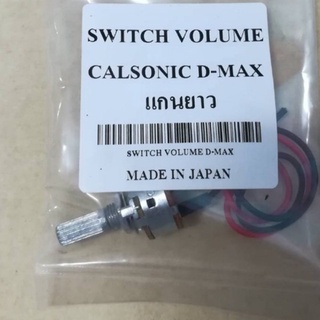 SWITCH VOLUME
CALSONIC D-MAX
แกนยาว
SWITCH VOLUME D-MAX
MADE IN JAPAN